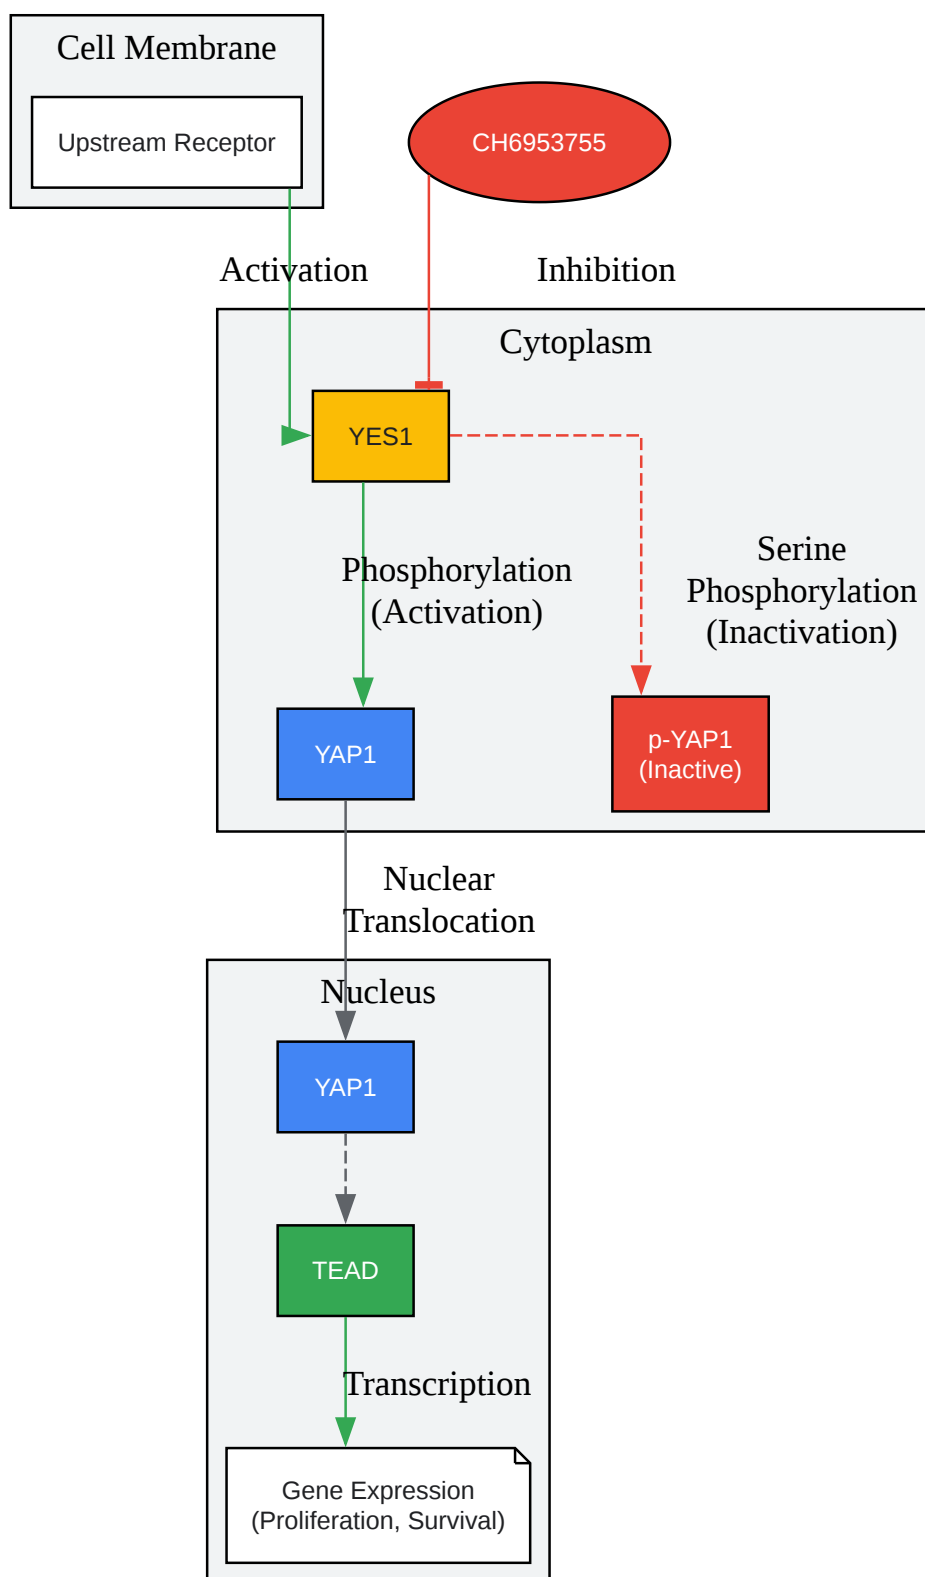 Cell Membrane
Upstream Receptor
CH6953755
Activation
Inhibition
Cytoplasm
YES1
Phosphorylation
(Activation)
Serine
Phosphorylation
(Inactivation)
YAP1
p-YAP1
(Inactive)
Nuclear
Translocation
Nucleus
YAP1
TEAD
Transcription
Gene Expression
(Proliferation, Survival)